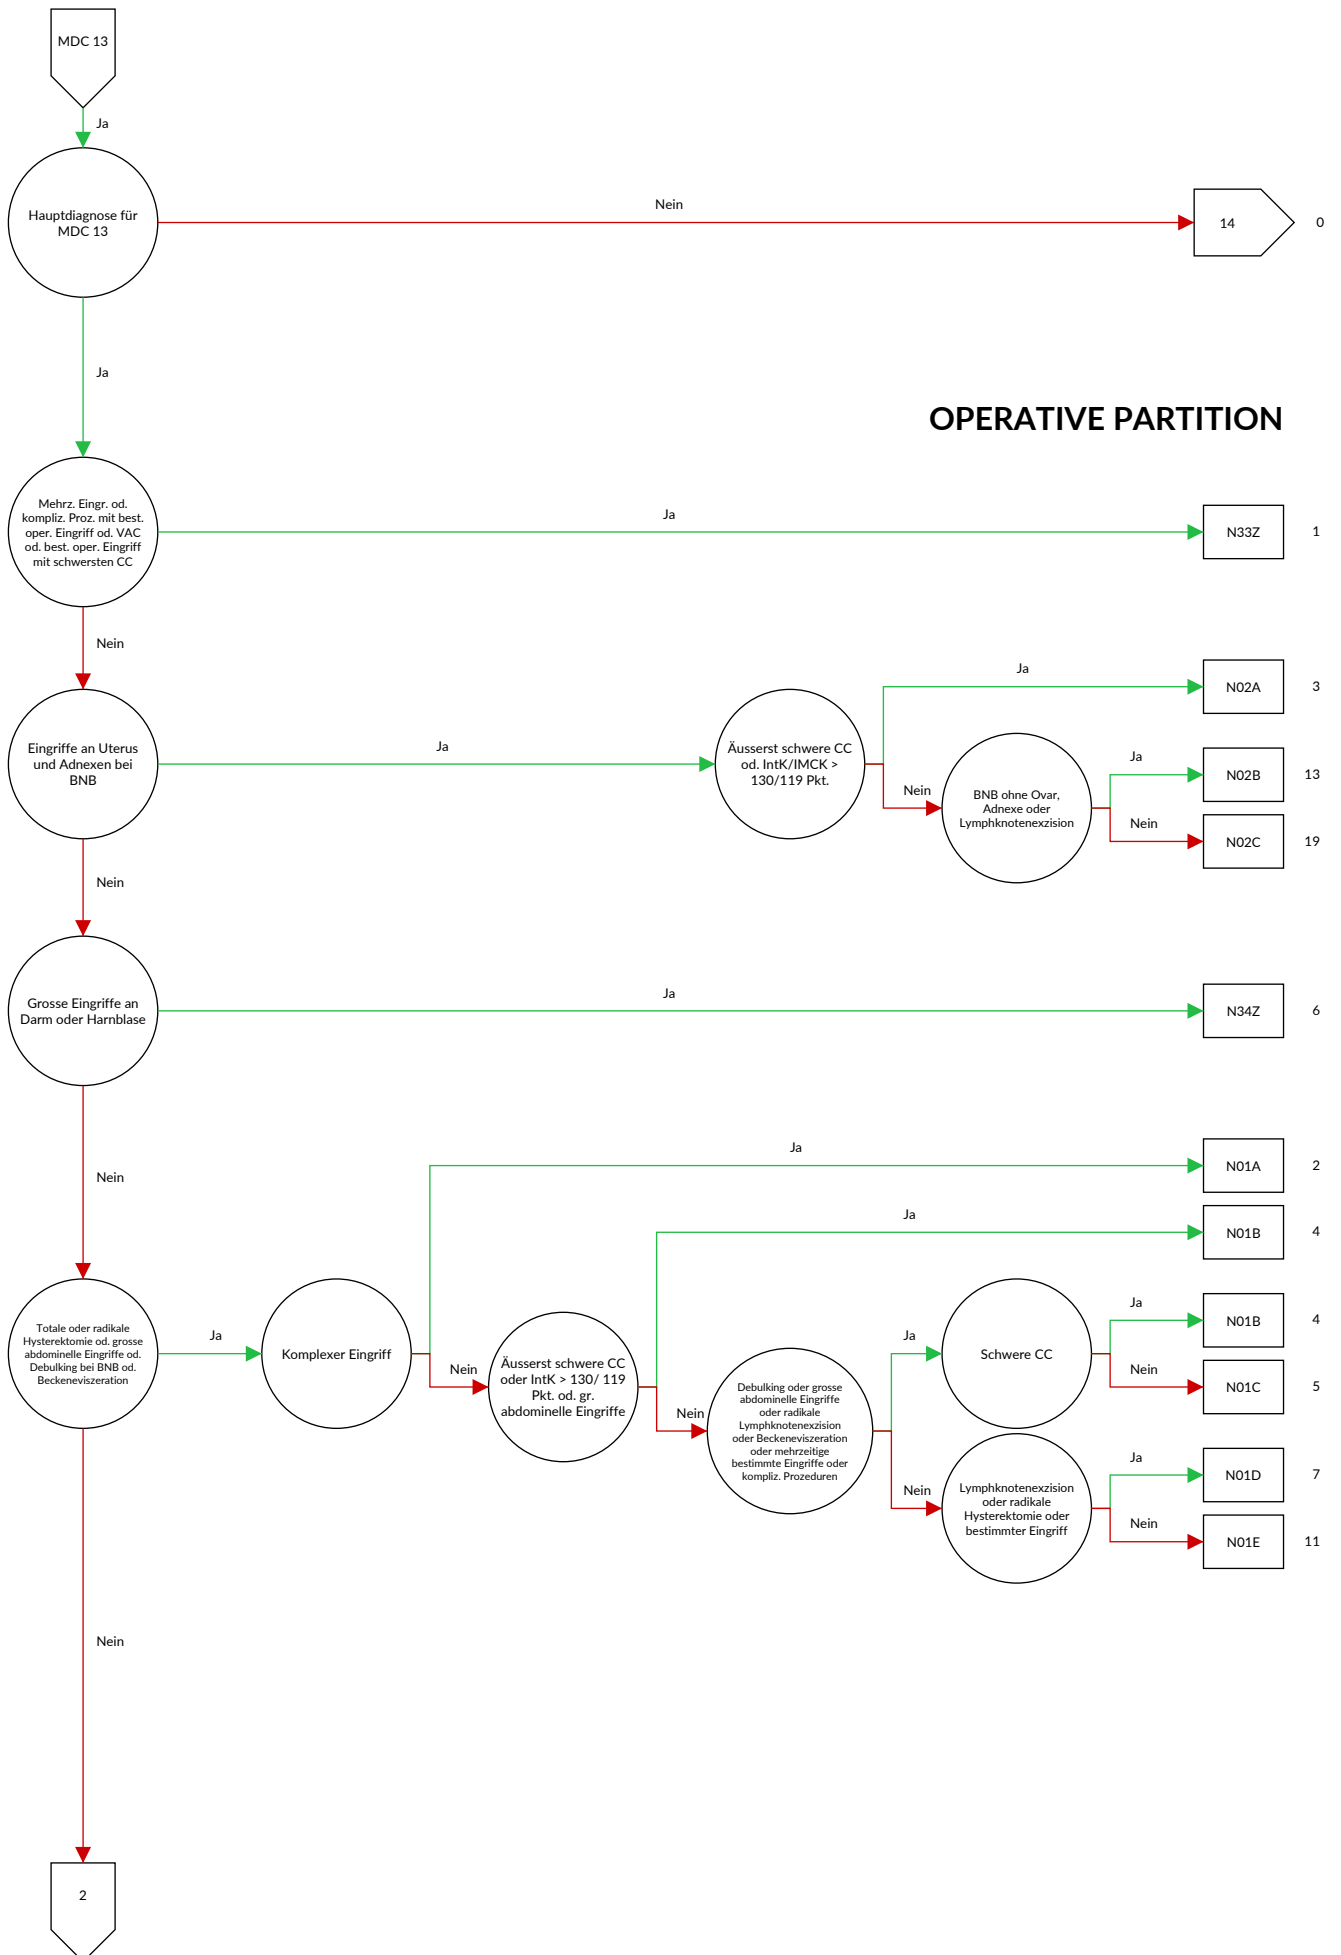 MDC 13
Ja
Hauptdiagnose für
MDC 13
Nein
14
0
Ja
OPERATIVE PARTITION
Mehrz. Eingr. od.
kompliz. Proz. mit best.
oper. Eingriff od. VAC
od. best. oper. Eingriff
mit schwersten CC
Ja
N33Z
1
Nein
Eingriffe an Uterus
und Adnexen bei
BNB
Ja
Äusserst schwere CC
od. IntK/IMCK >
130/119 Pkt.
Ja
N02A
3
Nein
BNB ohne Ovar,
Adnexe oder
Lymphknotenexzision
Ja
N02B
13
Nein
N02C
19
Nein
Grosse Eingriffe an
Darm oder Harnblase
Ja
N34Z
6
Nein
Totale oder radikale
Hysterektomie od. grosse
abdominelle Eingriffe od.
Debulking bei BNB od.
Beckeneviszeration
Ja
Komplexer Eingriff
Ja
N01A
2
Nein
Äusserst schwere CC
oder IntK > 130/ 119
Pkt. od. gr.
abdominelle Eingriffe
Ja
N01B
4
Nein
Debulking oder grosse
abdominelle Eingriffe
oder radikale
Lymphknotenexzision
oder Beckeneviszeration
oder mehrzeitige
bestimmte Eingriffe oder
kompliz. Prozeduren
Ja
Schwere CC
Ja
N01B
4
Nein
N01C
5
Nein
Lymphknotenexzision
oder radikale
Hysterektomie oder
bestimmter Eingriff
Ja
N01D
7
Nein
N01E
11
Nein
2